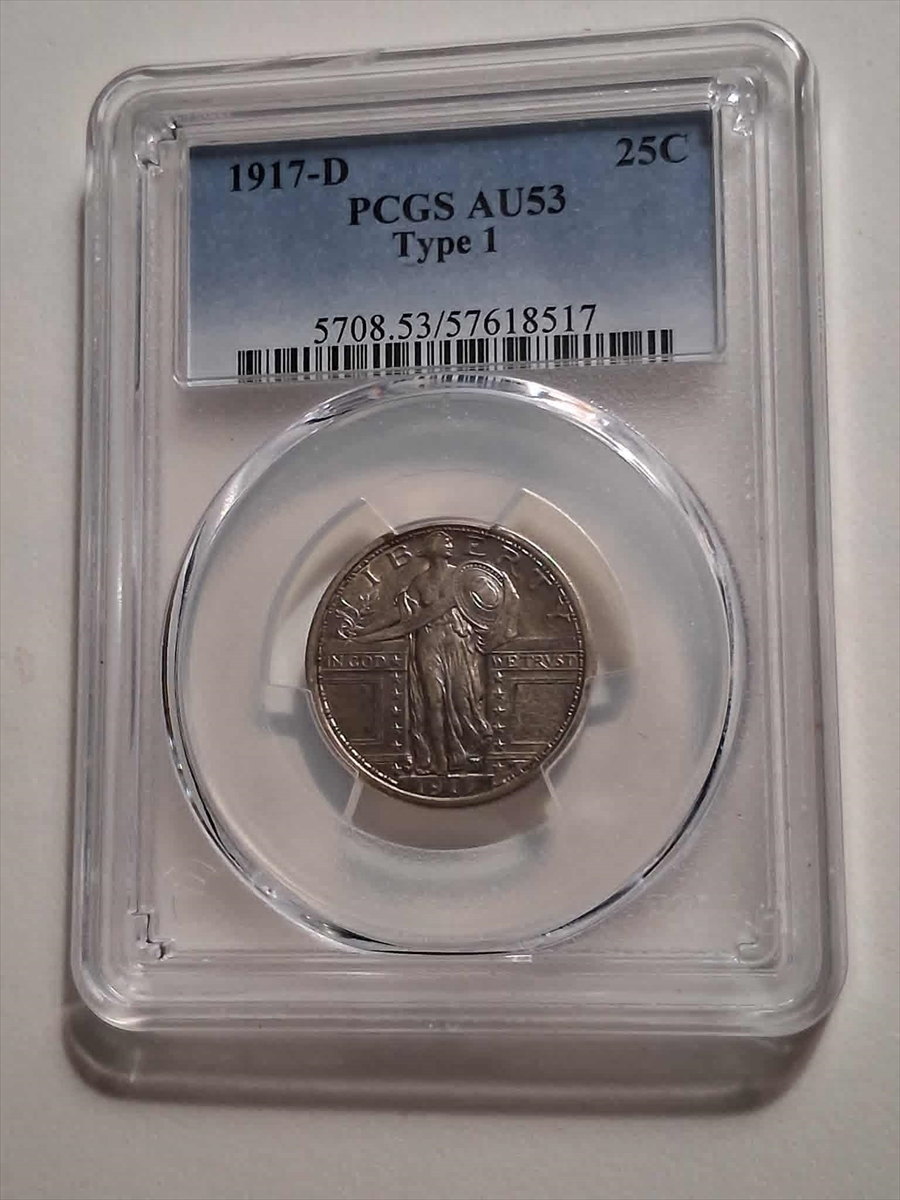 1917-D 25C
PCGS AU53
Type 1
5708.53/57618517
LIBERTY
IN GOD WE TRUST
1917